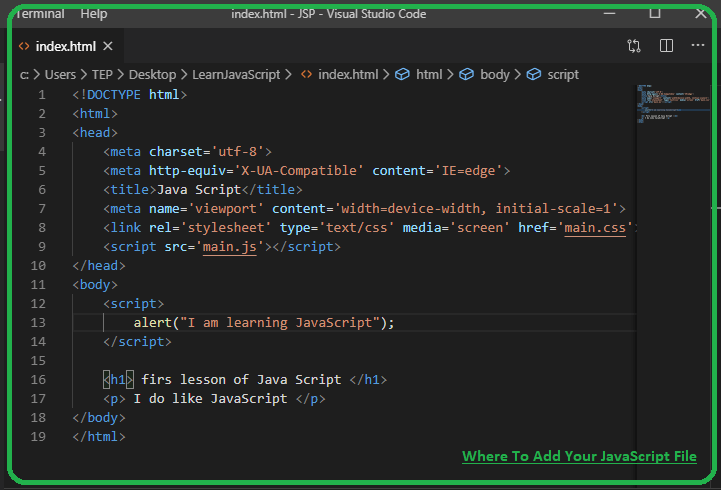 Terminal Help index.html - JSP - Visual Studio Code
index.html
C: > Users > TEP > Desktop > LearnJavaScript > index.html > html > body > script
1 <!DOCTYPE html>
2 <html>
3 <head>
4 <meta charset='utf-8'>
5 <meta http-equiv='X-UA-Compatible' content='IE=edge'>
6 <title>Java Script</title>
7 <meta name='viewport' content='width=device-width, initial-scale=1'>
8 <link rel='stylesheet' type='text/css' media='screen' href='main.css'>
9 <script src='main.js'></script>
10 </head>
11 <body>
12 <script>
13 alert("I am learning JavaScript");
14 </script>
15
16 <h1> firs lesson of Java Script </h1>
17 <p> I do like JavaScript </p>
18 </body>
19 </html>
Where To Add Your JavaScript File